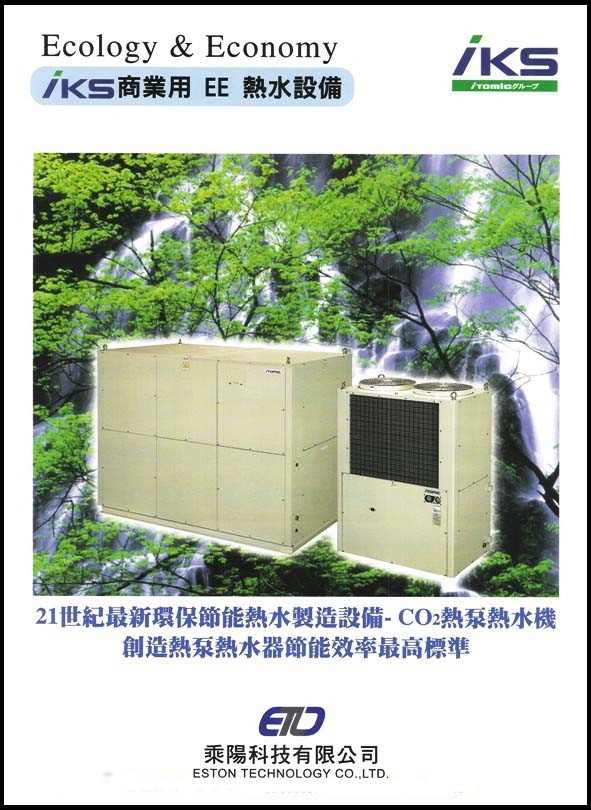 Ecology & Economy
iKS商業用 EE 熱水設備
iKS
iTomicグループ
iTomic
iTomic
21世紀最新環保節能熱水製造設備- CO2熱泵熱水機
創造熱泵熱水器節能效率最高標準
ETD
乘陽科技有限公司
ESTON TECHNOLOGY CO.,LTD.